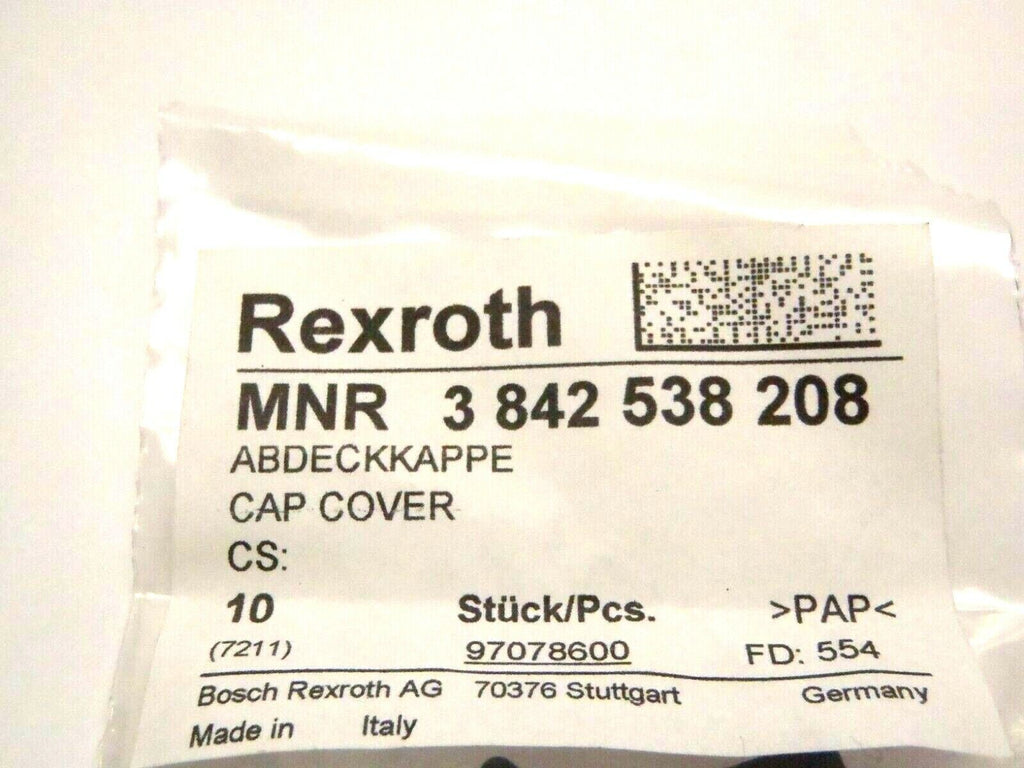 Rexroth
MNR 3 842 538 208
ABDECKKAPPE
CAP COVER
CS:
10 Stück/Pcs. >PAP<
(7211) 97078600 FD: 554
Bosch Rexroth AG 70376 Stuttgart Germany
Made in Italy